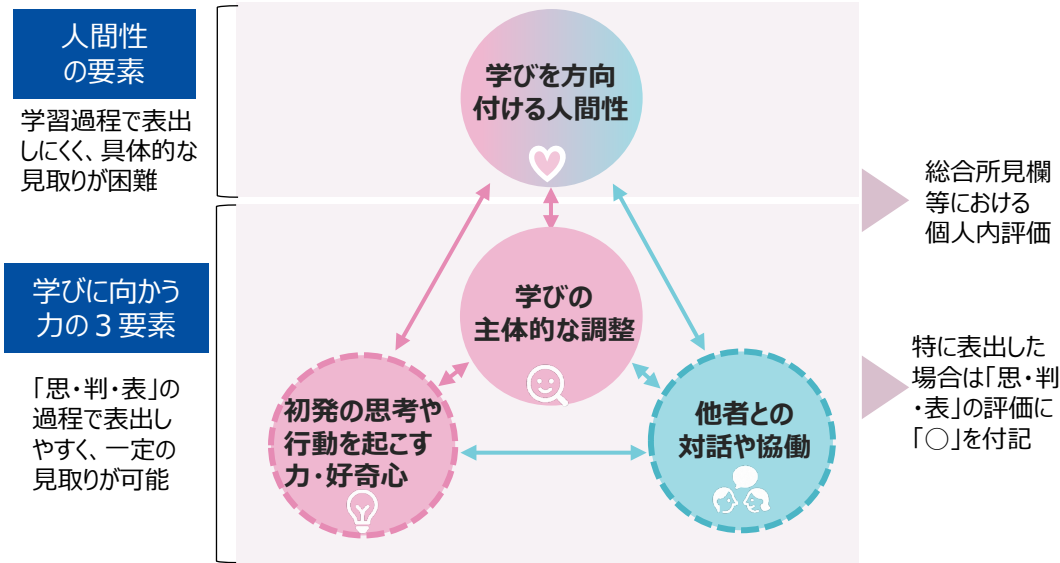 人間性
の要素
学習過程で表出
しにくく、具体的な
見取りが困難
学びを方向
付ける人間性
総合所見欄
等における
個人内評価
学びに向かう
力の３要素
「思・判・表」の
過程で表出し
やすく、一定の
見取りが可能
学びの
主体的な調整
初発の思考や
行動を起こす
力・好奇心
他者との
対話や協働
特に表出した
場合は「思・判
・表」の評価に
「○」を付記